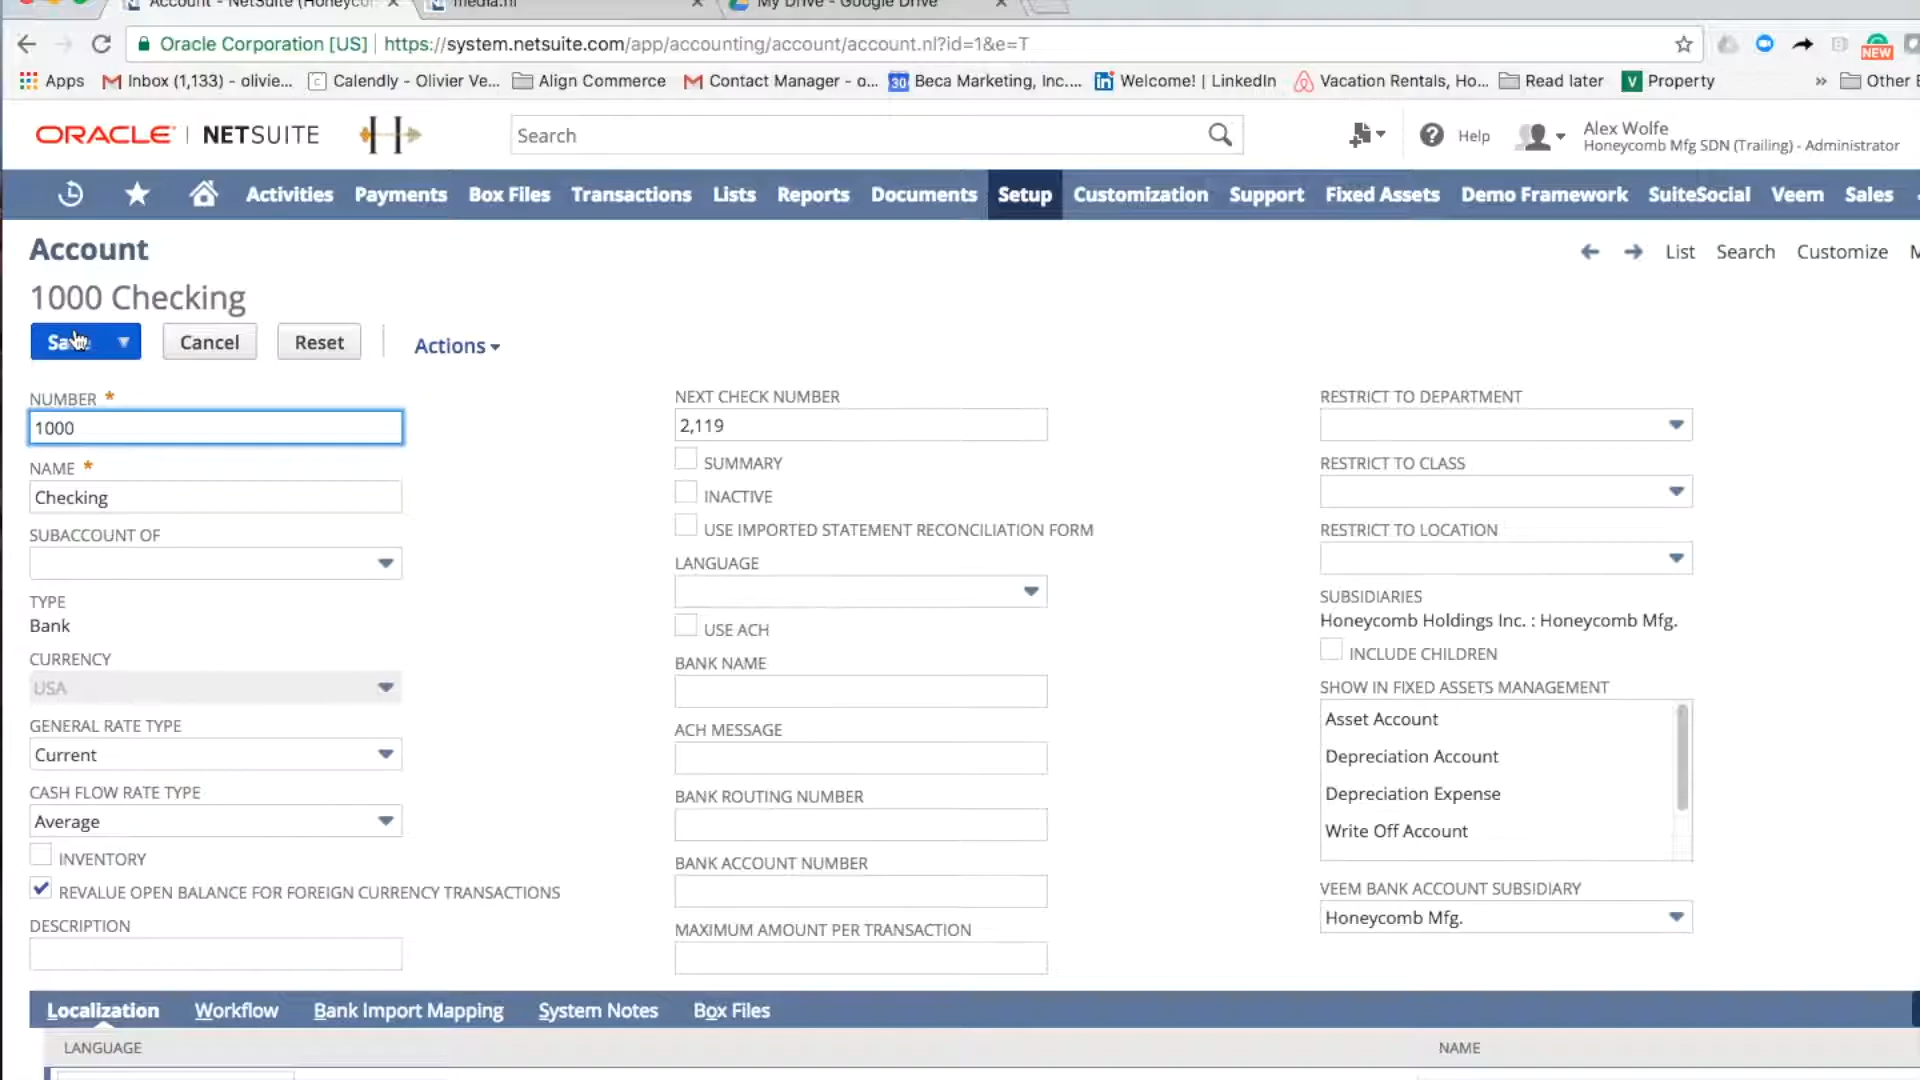 Account - NetSuite (Honeyco
media.nl
My Drive - Google Drive
Oracle Corporation [US] | https://system.netsuite.com/app/accounting/account/account.nl?id=1&e=T
NEW
Apps Inbox (1,133) - olivie... Calendly - Olivier Ve... Align Commerce Contact Manager - o... 30 Beca Marketing, Inc.... Welcome! | LinkedIn Vacation Rentals, Ho... Read later V Property » Other
ORACLE | NETSUITE
Search
Help
Alex Wolfe
Honeycomb Mfg SDN (Trailing) - Administrator
Activities Payments Box Files Transactions Lists Reports Documents Setup Customization Support Fixed Assets Demo Framework SuiteSocial Veem Sales
Account
List Search Customize
1000 Checking
Cancel Reset Actions
NUMBER *
1000
NAME *
Checking
SUBACCOUNT OF
TYPE
Bank
CURRENCY
USA
GENERAL RATE TYPE
Current
CASH FLOW RATE TYPE
Average
INVENTORY
REVALUE OPEN BALANCE FOR FOREIGN CURRENCY TRANSACTIONS
DESCRIPTION
NEXT CHECK NUMBER
2,119
SUMMARY
INACTIVE
USE IMPORTED STATEMENT RECONCILIATION FORM
LANGUAGE
USE ACH
BANK NAME
ACH MESSAGE
BANK ROUTING NUMBER
BANK ACCOUNT NUMBER
MAXIMUM AMOUNT PER TRANSACTION
RESTRICT TO DEPARTMENT
RESTRICT TO CLASS
RESTRICT TO LOCATION
SUBSIDIARIES
Honeycomb Holdings Inc. : Honeycomb Mfg.
INCLUDE CHILDREN
SHOW IN FIXED ASSETS MANAGEMENT
Asset Account
Depreciation Account
Depreciation Expense
Write Off Account
VEEM BANK ACCOUNT SUBSIDIARY
Honeycomb Mfg.
Localization Workflow Bank Import Mapping System Notes Box Files
LANGUAGE NAME